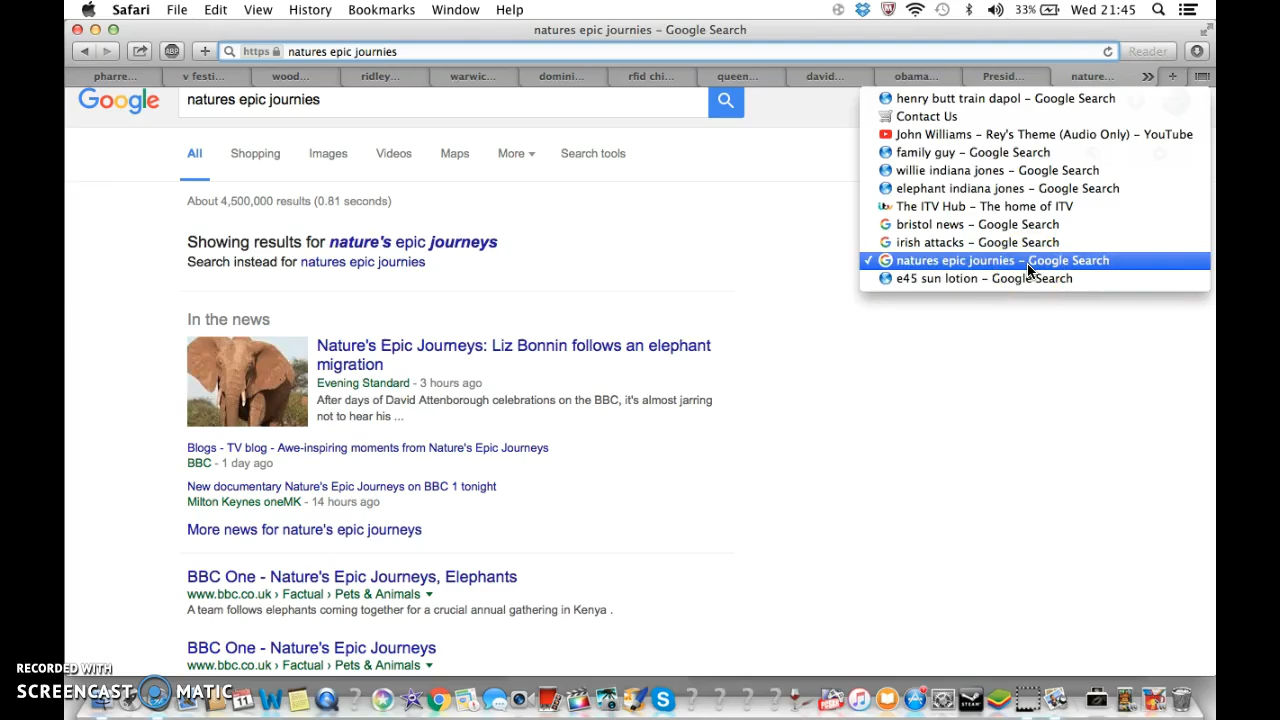 Safari File Edit View History Bookmarks Window Help 33% Wed 21:45
natures epic journies – Google Search
ABP https natures epic journies Reader
pharre... v festi... wood... ridley... warwic... domini... rfid chi... queen... david... obama... Presid... nature... »
Google natures epic journies
henry butt train dapol – Google Search
Contact Us
John Williams – Rey's Theme (Audio Only) – YouTube
family guy – Google Search
willie indiana jones – Google Search
elephant indiana jones – Google Search
The ITV Hub – The home of ITV
bristol news – Google Search
irish attacks – Google Search
✓ natures epic journies – Google Search
e45 sun lotion – Google Search
All Shopping Images Videos Maps More Search tools
About 4,500,000 results (0.81 seconds)
Showing results for nature's epic journeys
Search instead for natures epic journies
In the news
Nature's Epic Journeys: Liz Bonnin follows an elephant
migration
Evening Standard - 3 hours ago
After days of David Attenborough celebrations on the BBC, it's almost jarring
not to hear his ...
Blogs - TV blog - Awe-inspiring moments from Nature's Epic Journeys
BBC - 1 day ago
New documentary Nature's Epic Journeys on BBC 1 tonight
Milton Keynes oneMK - 14 hours ago
More news for nature's epic journeys
BBC One - Nature's Epic Journeys, Elephants
www.bbc.co.uk › Factual › Pets & Animals
A team follows elephants coming together for a crucial annual gathering in Kenya .
BBC One - Nature's Epic Journeys
www.bbc.co.uk › Factual › Pets & Animals
RECORDED WITH
SCREENCAST MATIC